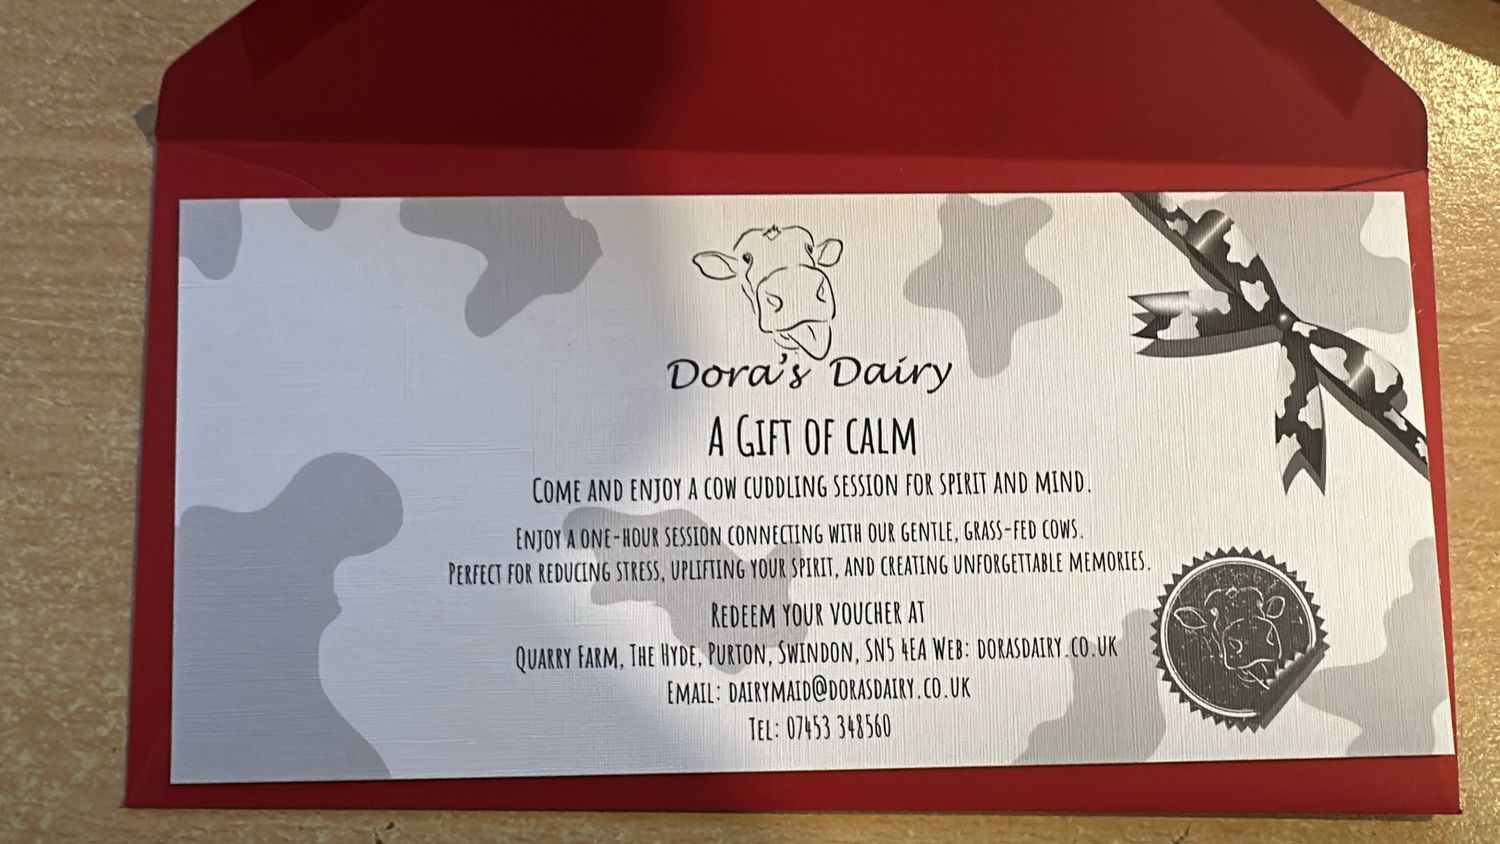 Dora's Dairy
A GIFT OF CALM
COME AND ENJOY A COW CUDDLING SESSION FOR SPIRIT AND MIND.
ENJOY A ONE-HOUR SESSION CONNECTING WITH OUR GENTLE, GRASS-FED COWS.
PERFECT FOR REDUCING STRESS, UPLIFTING YOUR SPIRIT, AND CREATING UNFORGETTABLE MEMORIES.
REDEEM YOUR VOUCHER AT
QUARRY FARM, THE HYDE, PURTON, SWINDON, SN5 4EA WEB: DORASDAIRY.CO.UK
EMAIL: DAIRYMAID@DORASDAIRY.CO.UK
TEL: 07453 348560